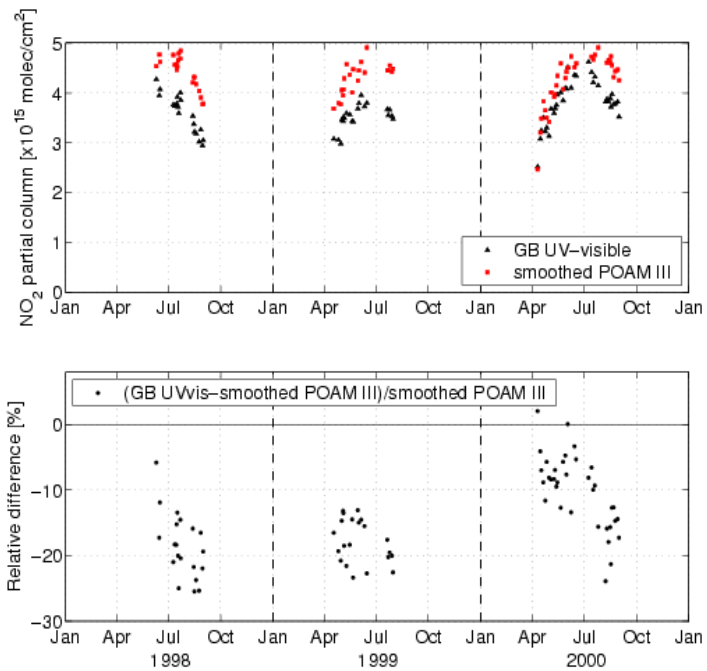 NO2 partial column [x10^15 molec/cm^2]
5
4
3
2
1
0
GB UV−visible
smoothed POAM III
Jan Apr Jul Oct Jan Apr Jul Oct Jan Apr Jul Oct Jan
Relative difference [%]
(GB UVvis−smoothed POAM III)/smoothed POAM III
0
−10
−20
−30
Jan Apr Jul Oct Jan Apr Jul Oct Jan Apr Jul Oct Jan
1998 1999 2000